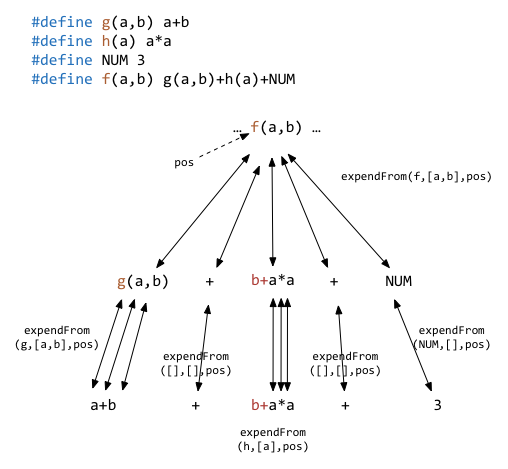 #define g(a,b) a+b
#define h(a) a*a
#define NUM 3
#define f(a,b) g(a,b)+h(a)+NUM
… f(a,b) …
pos
expendFrom(f,[a,b],pos)
g(a,b) + b+a*a + NUM
expendFrom
(g,[a,b],pos)
expendFrom
([],[],pos)
expendFrom
([],[],pos)
expendFrom
(NUM,[],pos)
a+b + b+a*a + 3
expendFrom
(h,[a],pos)